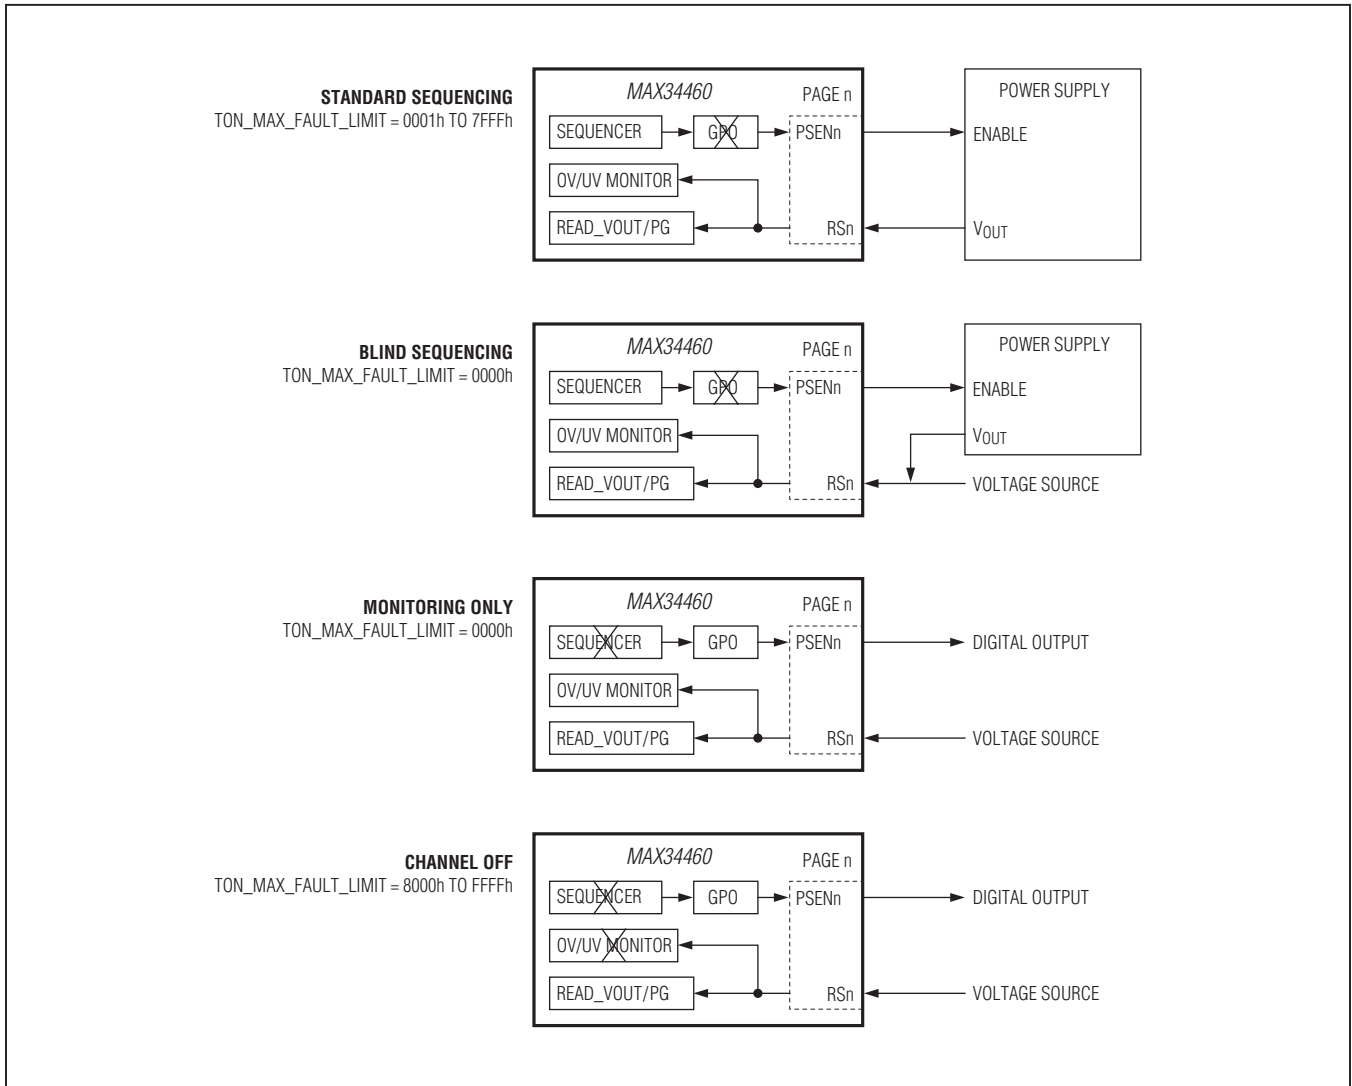 STANDARD SEQUENCING
TON_MAX_FAULT_LIMIT = 0001h TO 7FFFh
MAX34460
PAGE n
SEQUENCER
GPO
PSENn
OV/UV MONITOR
READ_VOUT/PG
RSn
POWER SUPPLY
ENABLE
VOUT
BLIND SEQUENCING
TON_MAX_FAULT_LIMIT = 0000h
MAX34460
PAGE n
SEQUENCER
GPO
PSENn
OV/UV MONITOR
READ_VOUT/PG
RSn
POWER SUPPLY
ENABLE
VOUT
VOLTAGE SOURCE
MONITORING ONLY
TON_MAX_FAULT_LIMIT = 0000h
MAX34460
PAGE n
SEQUENCER
GPO
PSENn
OV/UV MONITOR
READ_VOUT/PG
RSn
DIGITAL OUTPUT
VOLTAGE SOURCE
CHANNEL OFF
TON_MAX_FAULT_LIMIT = 8000h TO FFFFh
MAX34460
PAGE n
SEQUENCER
GPO
PSENn
OV/UV MONITOR
READ_VOUT/PG
RSn
DIGITAL OUTPUT
VOLTAGE SOURCE